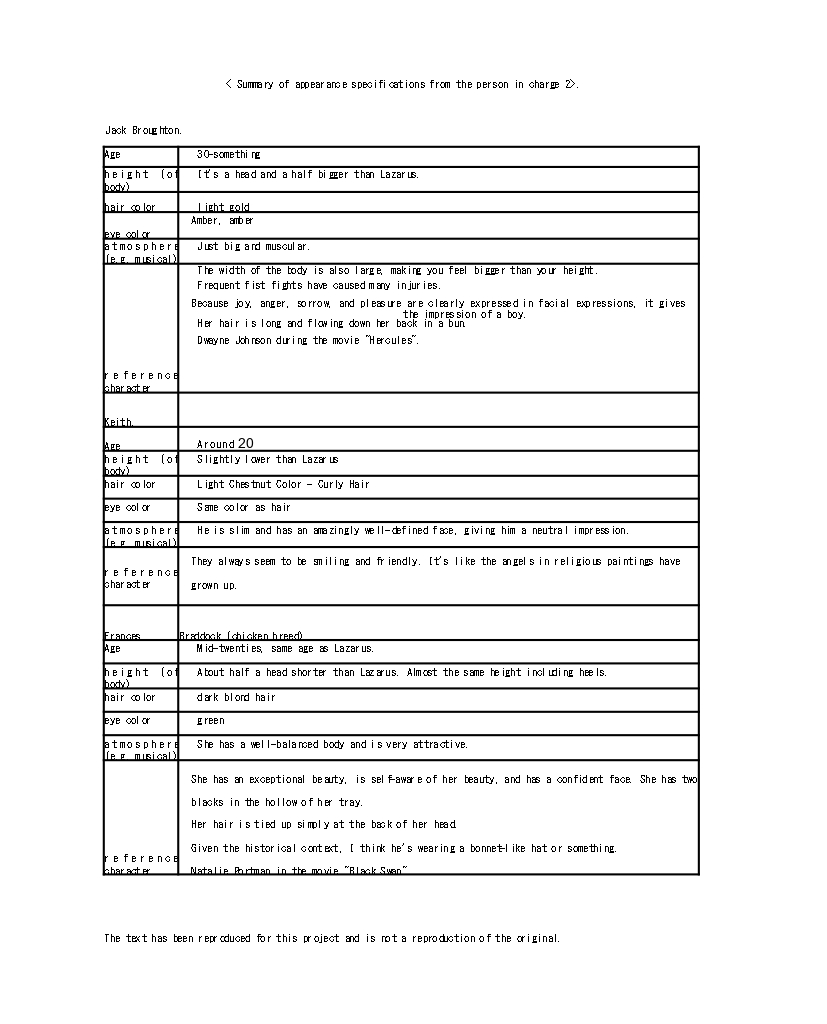 < Summary of appearance specifications from the person in charge 2>.
Jack Broughton.
Age 30-something
height (of It's a head and a half bigger than Lazarus.
body)
hair color light gold
Amber, amber
eye color
atmosphere Just big and muscular.
(e.g. musical)
The width of the body is also large, making you feel bigger than your height.
Frequent fist fights have caused many injuries.
Because joy, anger, sorrow, and pleasure are clearly expressed in facial expressions, it gives
the impression of a boy.
Her hair is long and flowing down her back in a bun.
Dwayne Johnson during the movie "Hercules".
reference
character
Keith.
Age Around 20
height (of Slightly lower than Lazarus
body)
hair color Light Chestnut Color - Curly Hair
eye color Same color as hair
atmosphere He is slim and has an amazingly well-defined face, giving him a neutral impression.
(e.g. musical)
They always seem to be smiling and friendly. It's like the angels in religious paintings have
reference
character
grown up.
Frances Braddock (chicken breed)
Age Mid-twenties, same age as Lazarus.
height (of About half a head shorter than Lazarus. Almost the same height including heels.
body)
hair color dark blond hair
eye color green
atmosphere She has a well-balanced body and is very attractive.
(e.g. musical)
She has an exceptional beauty, is self-aware of her beauty, and has a confident face. She has two
blacks in the hollow of her tray.
Her hair is tied up simply at the back of her head.
Given the historical context, I think he's wearing a bonnet-like hat or something.
reference
character Natalie Portman in the movie "Black Swan"
The text has been reproduced for this project and is not a reproduction of the original.